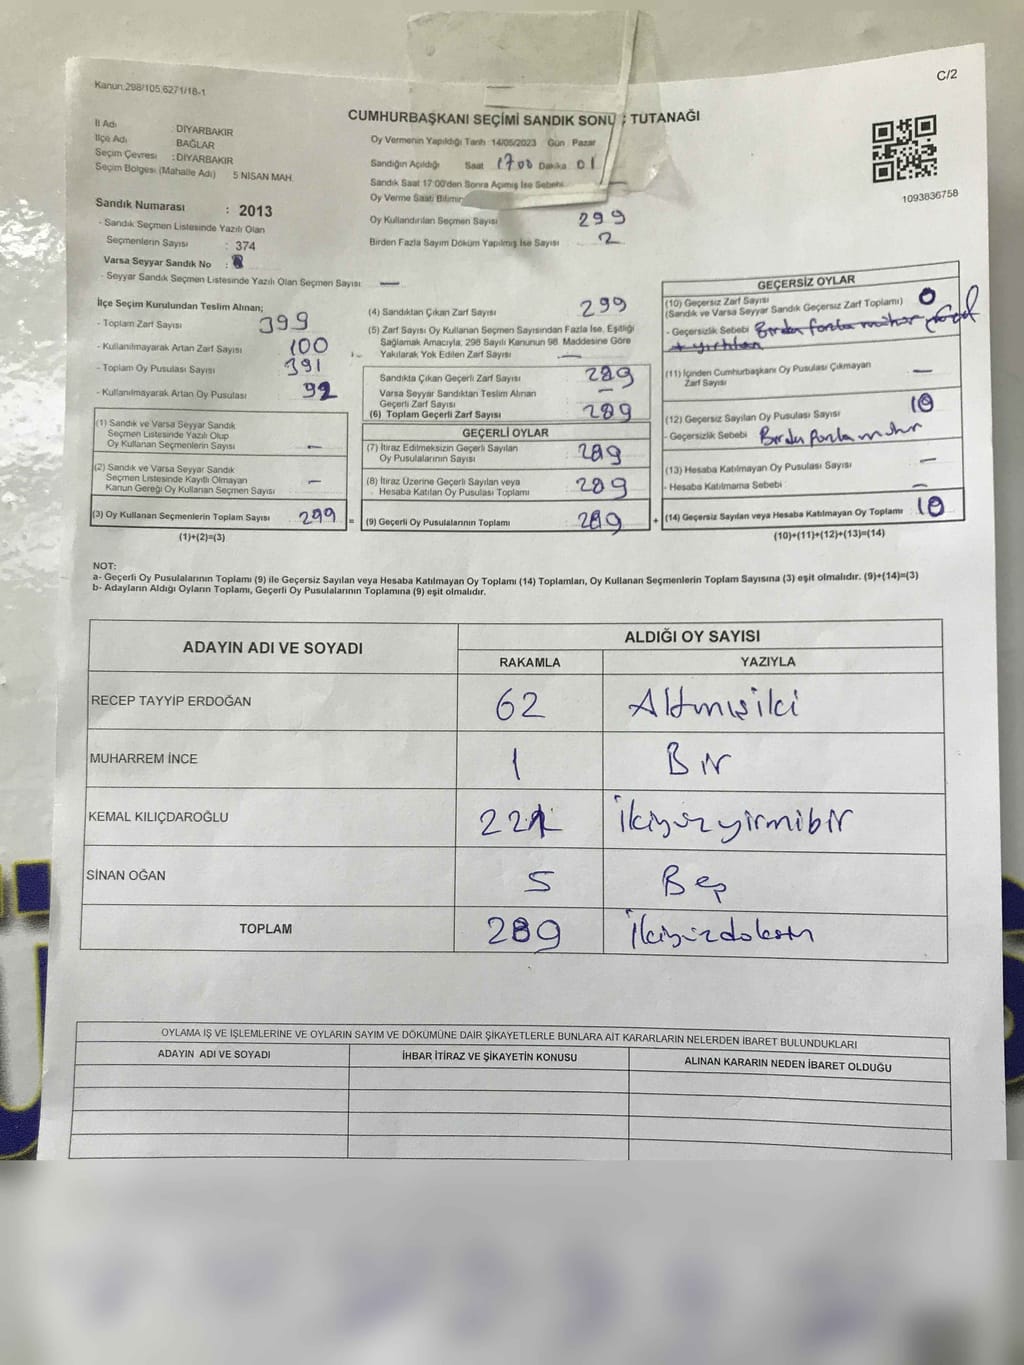 Kanun:298/105,6271/18-1
C/2
CUMHURBAŞKANI SEÇİMİ SANDIK SONU TUTANAĞI
İl Adı : DİYARBAKIR
İlçe Adı : BAĞLAR
Seçim Çevresi : DİYARBAKIR
Seçim Bölgesi (Mahalle Adı) 5 NİSAN MAH.
Oy Vermenin Yapıldığı Tarih :14/05/2023 Gün : Pazar
Sandığın Açıldığı Saat 1700 Dakika 01
Sandık Saat 17:00'den Sonra Açımış İse Sebebi
Oy Verme Saati Bitimin
1093836758
Sandık Numarası : 2013
- Sandık Seçmen Listesinde Yazılı Olan
Seçmenlerin Sayısı : 374
Varsa Seyyar Sandık No :
- Seyyar Sandık Seçmen Listesinde Yazılı Olan Seçmen Sayısı —
Oy Kullandırılan Seçmen Sayısı 299
Birden Fazla Sayım Döküm Yapılmış İse Sayısı 2
İlçe Seçim Kurulundan Teslim Alınan;
- Toplam Zarf Sayısı 399
- Kullanılmayarak Artan Zarf Sayısı 100
- Toplam Oy Pusulası Sayısı 391
- Kullanılmayarak Artan Oy Pusulası 92
(1) Sandık ve Varsa Seyyar Sandık
Seçmen Listesinde Yazılı Olup
Oy Kullanan Seçmenlerin Sayısı —
(2) Sandık ve Varsa Seyyar Sandık
Seçmen Listesinde Kayıtlı Olmayan
Kanun Gereği Oy Kullanan Seçmen Sayısı —
(3) Oy Kullanan Seçmenlerin Toplam Sayısı 299 =
(1)+(2)=(3)
(4) Sandıktan Çıkan Zarf Sayısı 299
(5) Zarf Sayısı Oy Kullanan Seçmen Sayısından Fazla İse, Eşitliği
Sağlamak Amacıyla, 298 Sayılı Kanunun 98. Maddesine Göre
Yakılarak Yok Edilen Zarf Sayısı —
Sandıkta Çıkan Geçerli Zarf Sayısı 289
Varsa Seyyar Sandıktan Teslim Alınan
Geçerli Zarf Sayısı —
(6) Toplam Geçerli Zarf Sayısı 289
GEÇERLİ OYLAR
(7) İtiraz Edilmeksizin Geçerli Sayılan
Oy Pusulalarının Sayısı 289
(8) İtiraz Üzerine Geçerli Sayılan veya
Hesaba Katılan Oy Pusulası Toplamı 289
(9) Geçerli Oy Pusulalarının Toplamı 289 +
GEÇERSİZ OYLAR
(10) Geçersiz Zarf Sayısı 0
(Sandık ve Varsa Seyyar Sandık Geçersiz Zarf Toplamı)
- Geçersizlik Sebebi Birden fazla mühür
+ yırtılan
(11) İçinden Cumhurbaşkanı Oy Pusulası Çıkmayan
Zarf Sayısı —
(12) Geçersiz Sayılan Oy Pusulası Sayısı 10
- Geçersizlik Sebebi Birden fazla mühür
(13) Hesaba Katılmayan Oy Pusulası Sayısı —
- Hesaba Katılmama Sebebi : —
(14) Geçersiz Sayılan veya Hesaba Katılmayan Oy Toplamı 10
(10)+(11)+(12)+(13)=(14)
NOT:
a- Geçerli Oy Pusulalarının Toplamı (9) ile Geçersiz Sayılan veya Hesaba Katılmayan Oy Toplamı (14) Toplamları, Oy Kullanan Seçmenlerin Toplam Sayısına (3) eşit olmalıdır. (9)+(14)=(3)
b- Adayların Aldığı Oyların Toplamı, Geçerli Oy Pusulalarının Toplamına (9) eşit olmalıdır.
ADAYIN ADI VE SOYADI ALDIĞI OY SAYISI
RAKAMLA YAZIYLA
RECEP TAYYİP ERDOĞAN 62 Altmışiki
MUHARREM İNCE 1 Bir
KEMAL KILIÇDAROĞLU 221 İkiyüzyirmibir
SİNAN OĞAN 5 Beş
TOPLAM 289
OYLAMA İŞ VE İŞLEMLERİNE VE OYLARIN SAYIM VE DÖKÜMÜNE DAİR ŞİKAYETLERLE BUNLARA AİT KARARLARIN NELERDEN İBARET BULUNDUKLARI
ADAYIN ADI VE SOYADI İHBAR İTİRAZ VE ŞİKAYETİN KONUSU ALINAN KARARIN NEDEN İBARET OLDUĞU